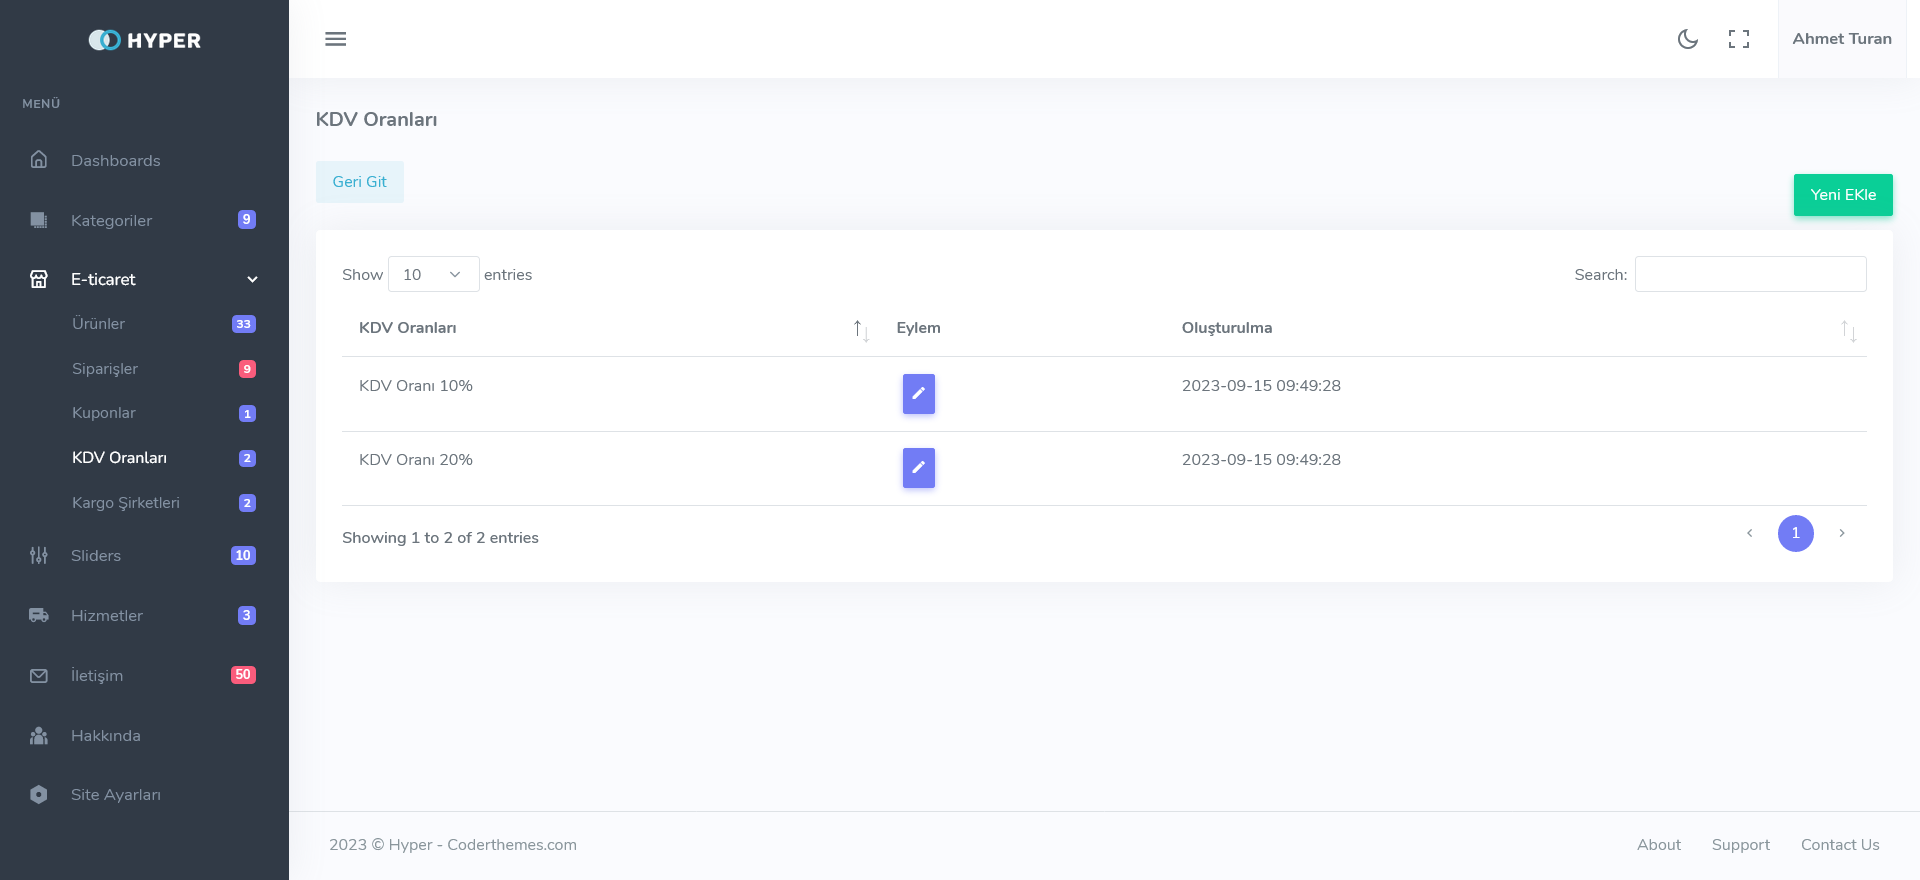 HYPER
MENÜ
Dashboards
Kategoriler 9
E-ticaret
Ürünler 33
Siparişler 9
Kuponlar 1
KDV Oranları 2
Kargo Şirketleri 2
Sliders 10
Hizmetler 3
İletişim 50
Hakkında
Site Ayarları
Ahmet Turan
KDV Oranları
Geri Git
Yeni EKle
Show 10 entries
Search:
KDV Oranları Eylem Oluşturulma
KDV Oranı 10% 2023-09-15 09:49:28
KDV Oranı 20% 2023-09-15 09:49:28
Showing 1 to 2 of 2 entries
1
2023 © Hyper - Coderthemes.com
About Support Contact Us